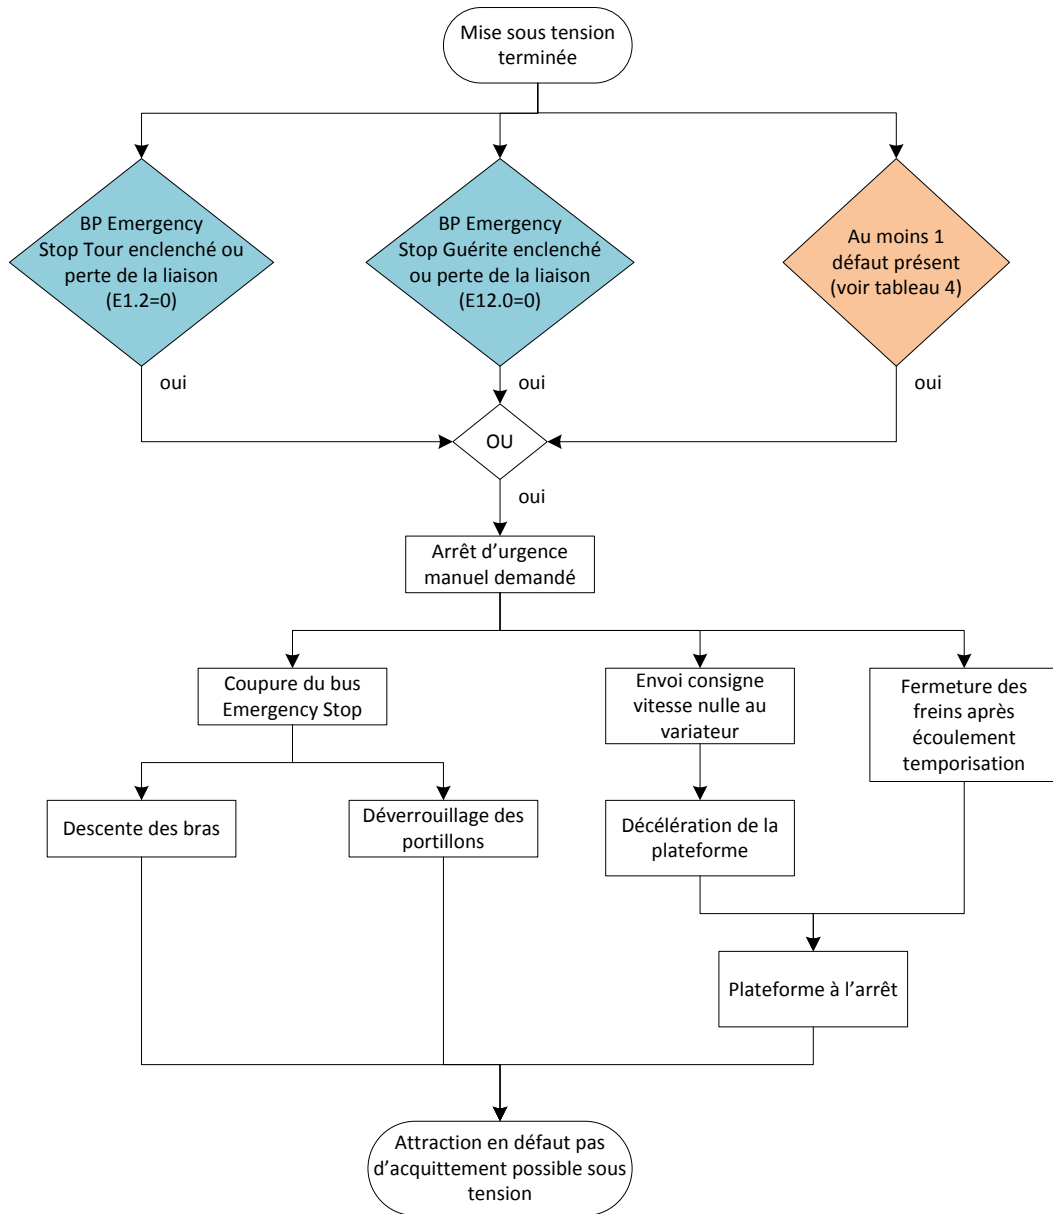 Mise sous tension
terminée
BP Emergency
Stop Tour enclenché ou
perte de la liaison
(E1.2=0)
BP Emergency
Stop Guérite enclenché
ou perte de la liaison
(E12.0=0)
Au moins 1
défaut présent
(voir tableau 4)
oui
oui
oui
OU
oui
Arrêt d’urgence
manuel demandé
Coupure du bus
Emergency Stop
Envoi consigne
vitesse nulle au
variateur
Fermeture des
freins après
écoulement
temporisation
Descente des bras
Déverrouillage des
portillons
Décélération de la
plateforme
Plateforme à l’arrêt
Attraction en défaut pas
d’acquittement possible sous
tension